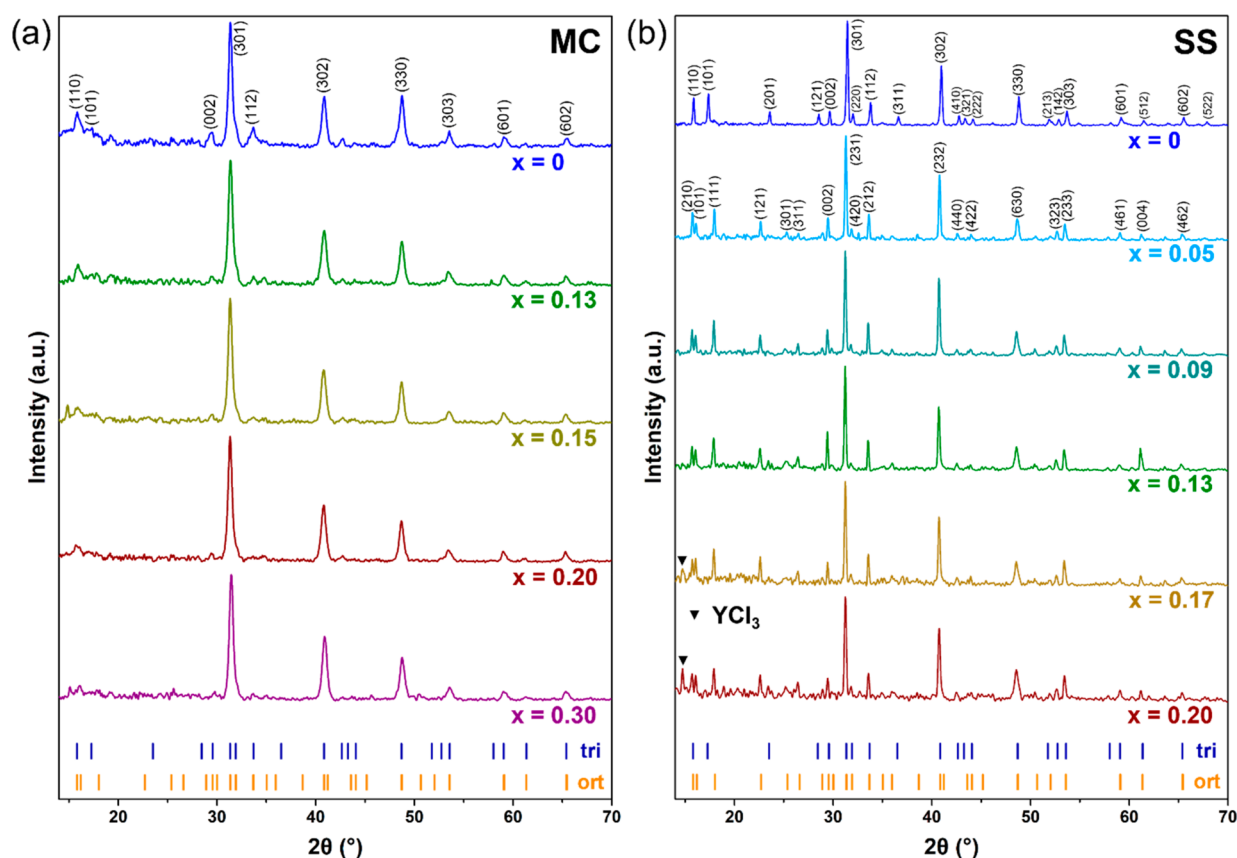 (a)
MC
(110)
(101)
(002)
(301)
(112)
(302)
(330)
(303)
(601)
(602)
x = 0
x = 0.13
x = 0.15
x = 0.20
x = 0.30
tri
ort
20 30 40 50 60 70
2θ (°)
Intensity (a.u.)
(b)
SS
(110)
(101)
(201)
(121)
(002)
(301)
(220)
(112)
(311)
(302)
(410)
(321)
(222)
(330)
(213)
(142)
(303)
(601)
(512)
(602)
(522)
x = 0
(210)
(101)
(111)
(121)
(301)
(311)
(002)
(231)
(420)
(212)
(232)
(440)
(422)
(630)
(323)
(233)
(461)
(004)
(462)
x = 0.05
x = 0.09
x = 0.13
x = 0.17
▼ YCl₃
x = 0.20
tri
ort
20 30 40 50 60 70
2θ (°)
Intensity (a.u.)